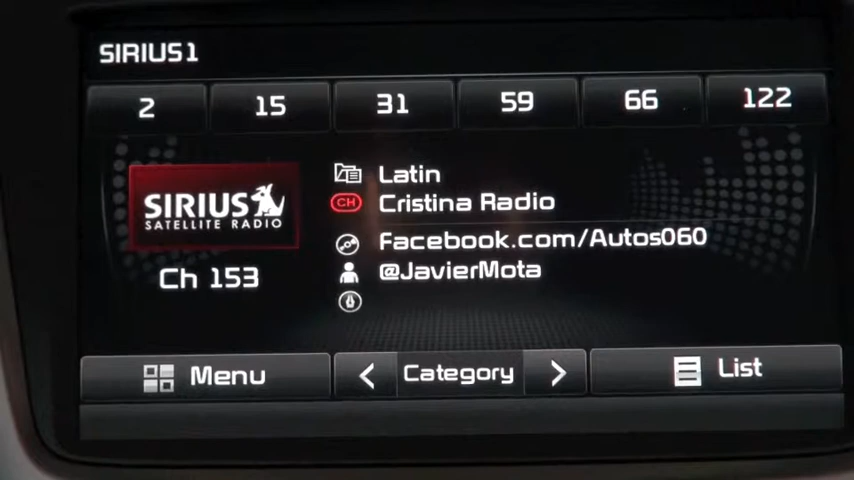 SIRIUS1
2 15 31 59 66 122
SIRIUS
SATELLITE RADIO
Ch 153
Latin
CH Cristina Radio
Facebook.com/Autos060
@JavierMota
Menu < Category > List